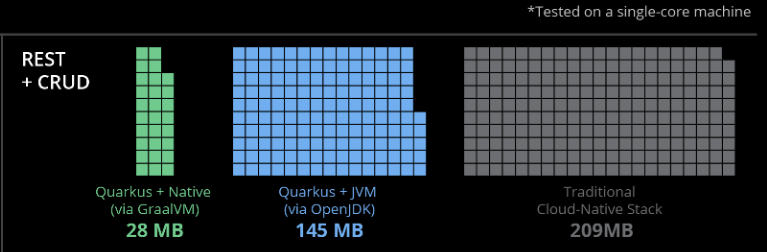 *Tested on a single-core machine
REST
+ CRUD
Quarkus + Native
(via GraalVM)
28 MB
Quarkus + JVM
(via OpenJDK)
145 MB
Traditional
Cloud-Native Stack
209MB